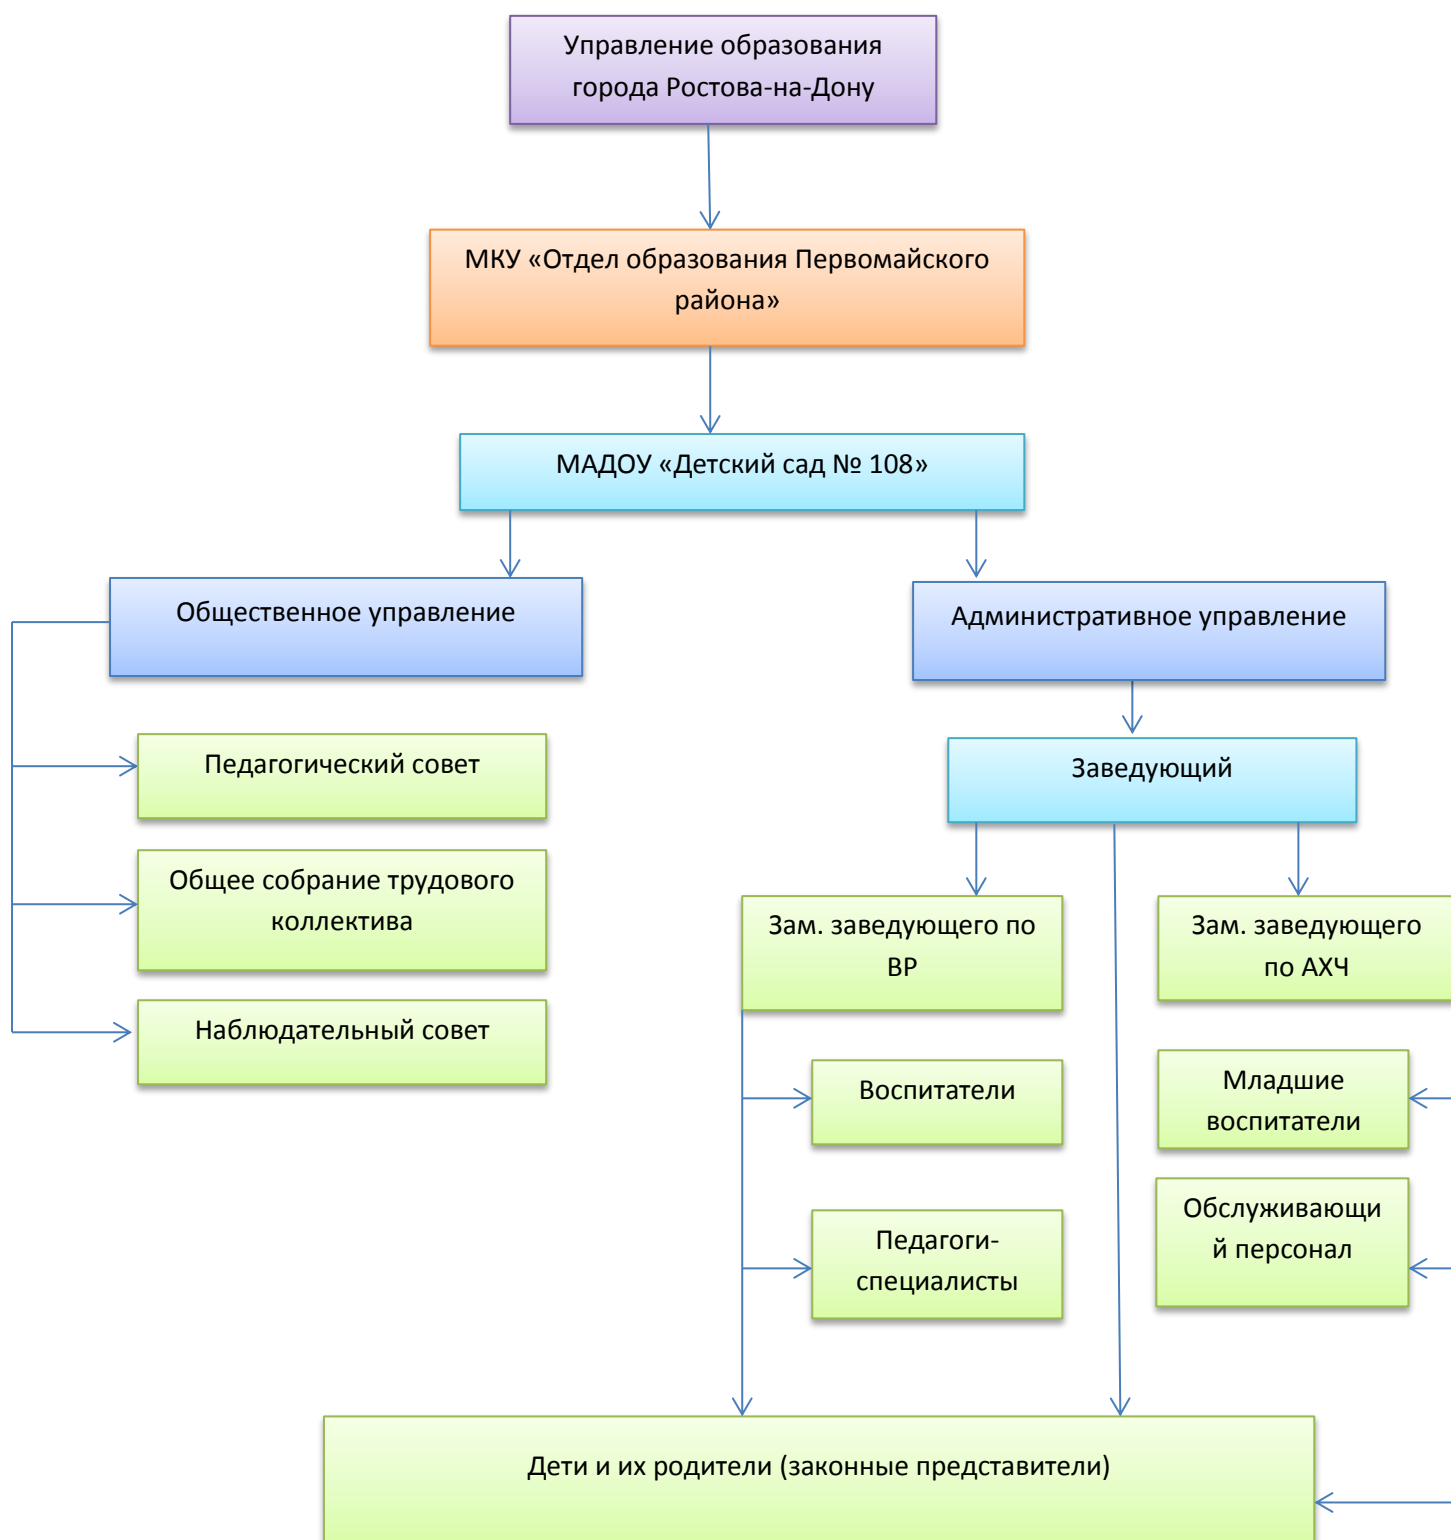 Управление образования
города Ростова-на-Дону
МКУ «Отдел образования Первомайского
района»
МАДОУ «Детский сад № 108»
Общественное управление
Административное управление
Педагогический совет
Заведующий
Общее собрание трудового
коллектива
Зам. заведующего по
ВР
Зам. заведующего
по АХЧ
Наблюдательный совет
Воспитатели
Младшие
воспитатели
Педагоги-
специалисты
Обслуживающи
й персонал
Дети и их родители (законные представители)